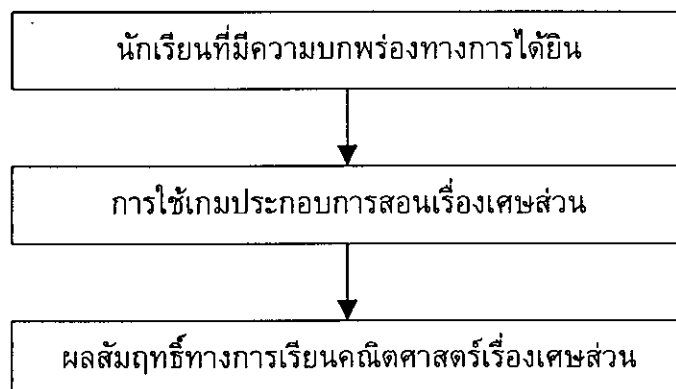 นักเรียนที่มีความบกพร่องทางการได้ยิน
การใช้เกมประกอบการสอนเรื่องเศษส่วน
ผลสัมฤทธิ์ทางการเรียนคณิตศาสตร์เรื่องเศษส่วน